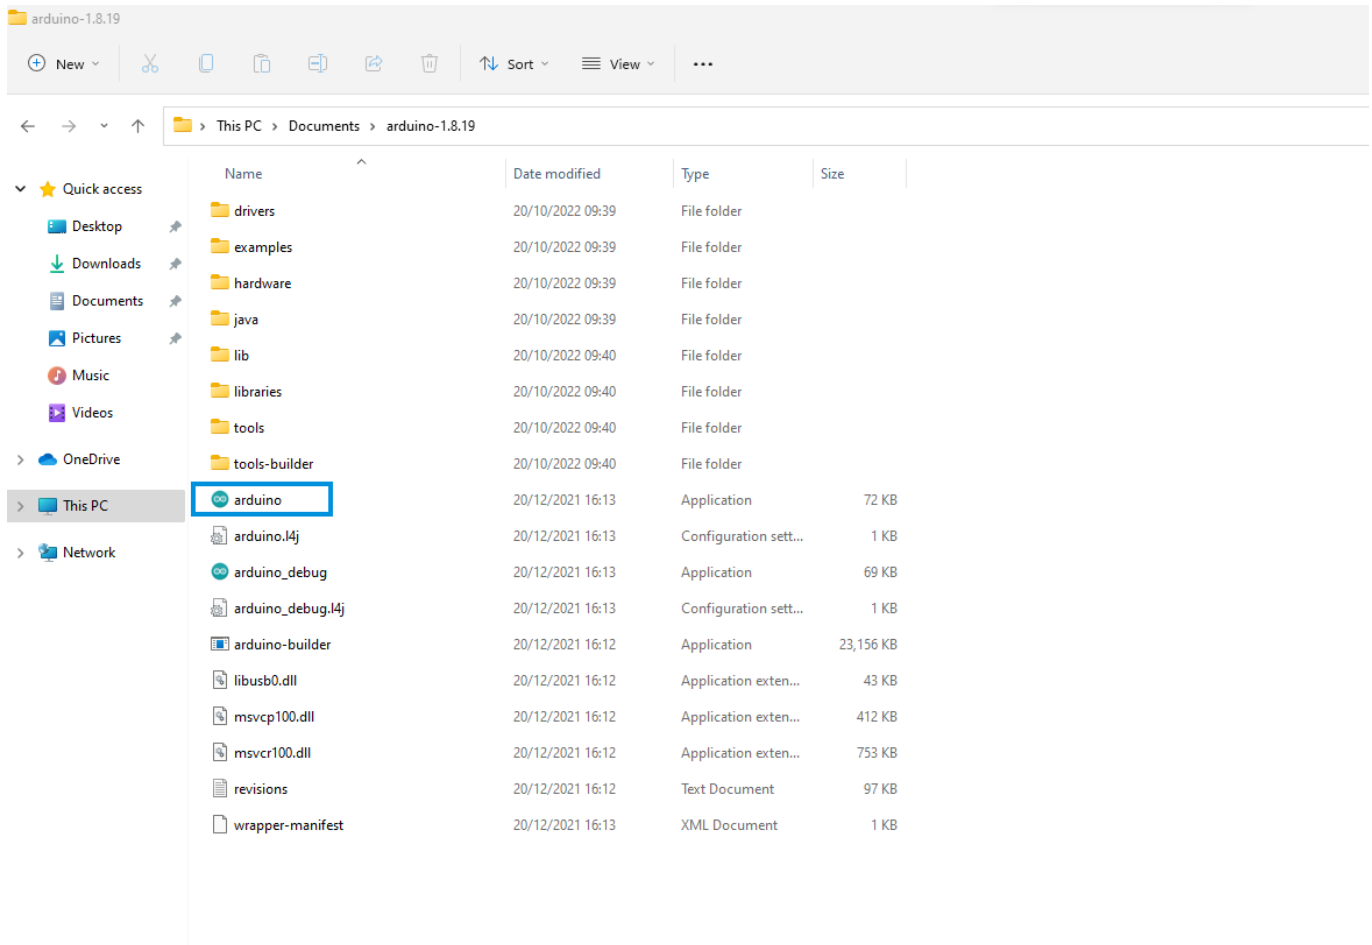 arduino-1.8.19
New Sort View
This PC > Documents > arduino-1.8.19
Name Date modified Type Size
Quick access
Desktop
Downloads
Documents
Pictures
Music
Videos
OneDrive
This PC
Network
drivers 20/10/2022 09:39 File folder
examples 20/10/2022 09:39 File folder
hardware 20/10/2022 09:39 File folder
java 20/10/2022 09:39 File folder
lib 20/10/2022 09:40 File folder
libraries 20/10/2022 09:40 File folder
tools 20/10/2022 09:40 File folder
tools-builder 20/10/2022 09:40 File folder
arduino 20/12/2021 16:13 Application 72 KB
arduino.l4j 20/12/2021 16:13 Configuration sett... 1 KB
arduino_debug 20/12/2021 16:13 Application 69 KB
arduino_debug.l4j 20/12/2021 16:13 Configuration sett... 1 KB
arduino-builder 20/12/2021 16:12 Application 23,156 KB
libusb0.dll 20/12/2021 16:12 Application exten... 43 KB
msvcp100.dll 20/12/2021 16:12 Application exten... 412 KB
msvcr100.dll 20/12/2021 16:12 Application exten... 753 KB
revisions 20/12/2021 16:12 Text Document 97 KB
wrapper-manifest 20/12/2021 16:13 XML Document 1 KB